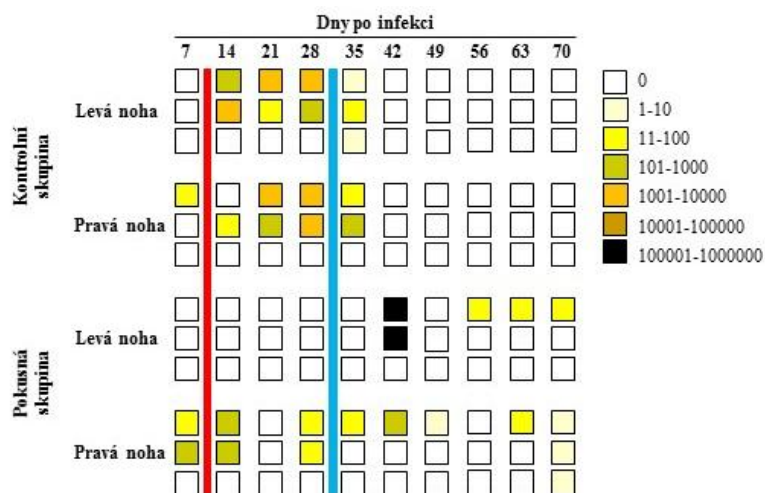 Dny po infekci
7 14 21 28 35 42 49 56 63 70
Kontrolní
skupina
Levá noha
Pravá noha
Pokusná
skupina
Levá noha
Pravá noha
0
1-10
11-100
101-1000
1001-10000
10001-100000
100001-1000000